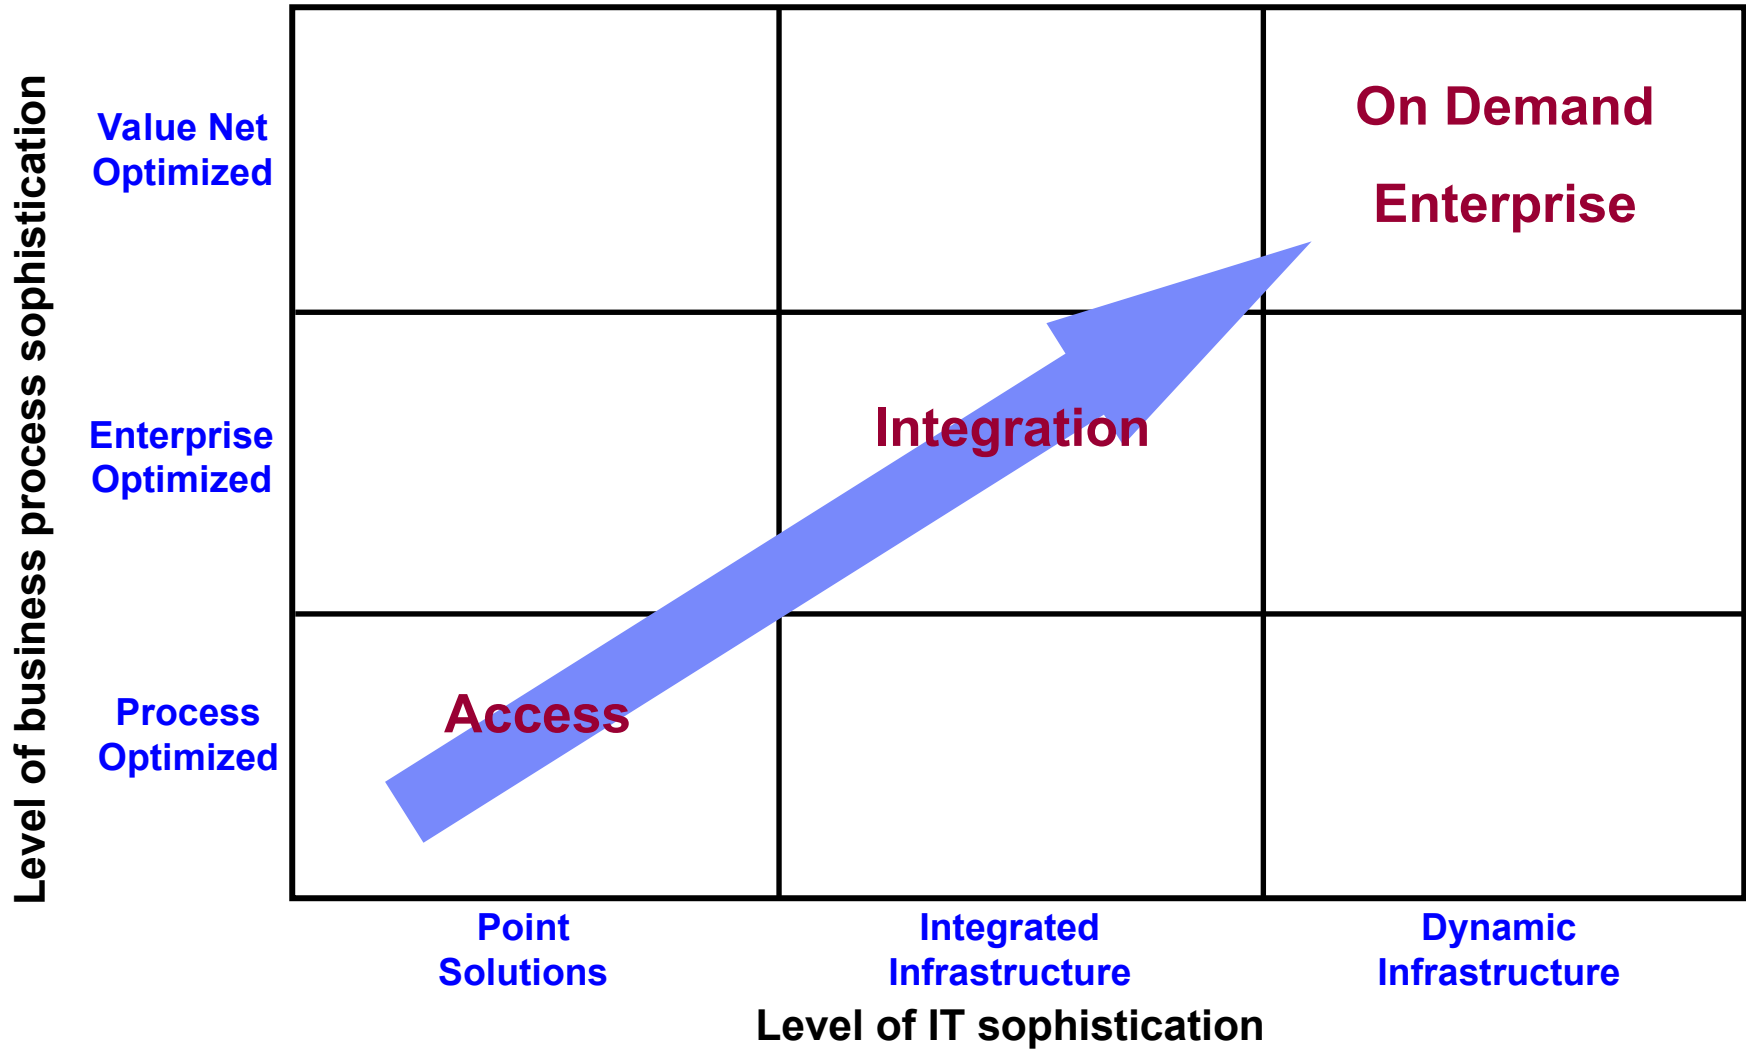 Level of business process sophistication
Value Net
Optimized
On Demand
Enterprise
Enterprise
Optimized
Integration
Process
Optimized
Access
Point
Solutions
Integrated
Infrastructure
Dynamic
Infrastructure
Level of IT sophistication